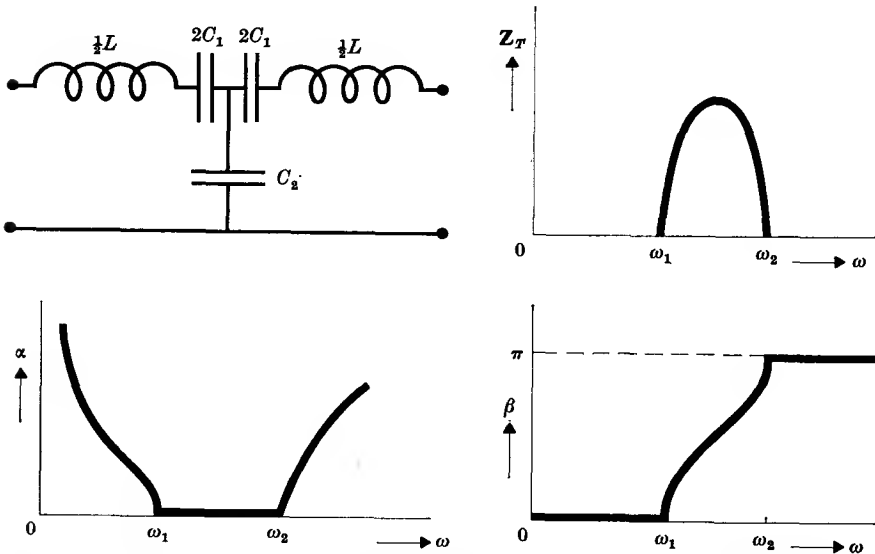 ½L 2C₁ 2C₁ ½L
C₂
Z_T
0 ω₁ ω₂ ω
α
0 ω₁ ω₂ ω
π
β
0 ω₁ ω₂ ω